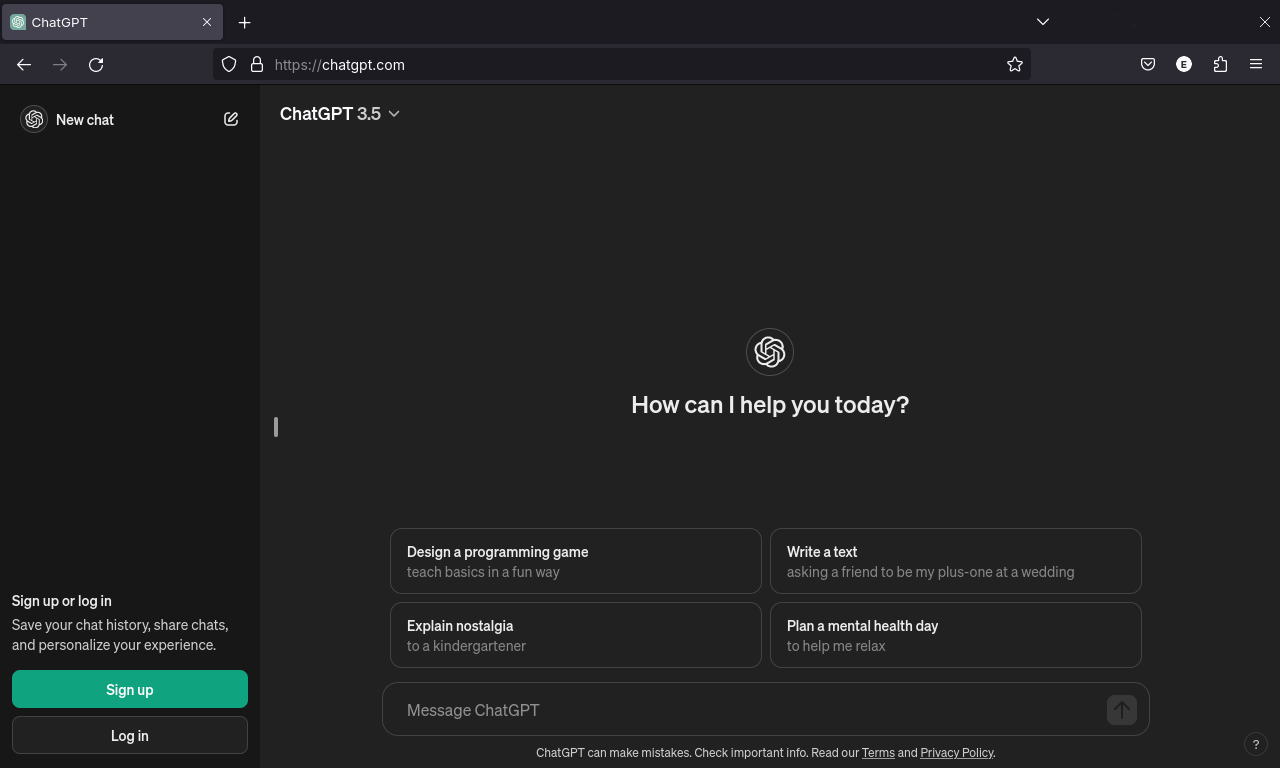 ChatGPT
https://chatgpt.com
E
New chat
ChatGPT 3.5
How can I help you today?
Design a programming game
teach basics in a fun way
Write a text
asking a friend to be my plus-one at a wedding
Explain nostalgia
to a kindergartener
Plan a mental health day
to help me relax
Sign up or log in
Save your chat history, share chats,
and personalize your experience.
Sign up
Log in
Message ChatGPT
ChatGPT can make mistakes. Check important info. Read our Terms and Privacy Policy.
?